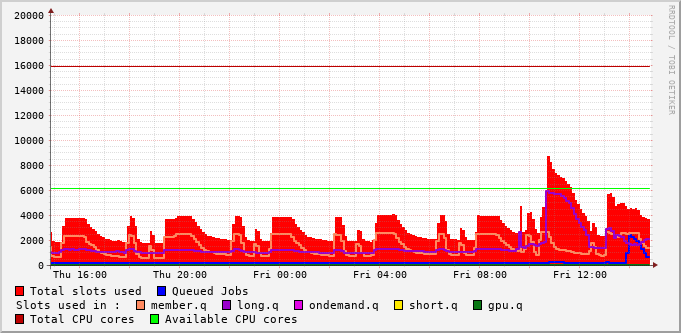 20000
18000
16000
14000
12000
10000
8000
6000
4000
2000
0
Thu 16:00 Thu 20:00 Fri 00:00 Fri 04:00 Fri 08:00 Fri 12:00
RRDTOOL / TOBI OETIKER
Total slots used Queued Jobs
Slots used in : member.q long.q ondemand.q short.q gpu.q
Total CPU cores Available CPU cores